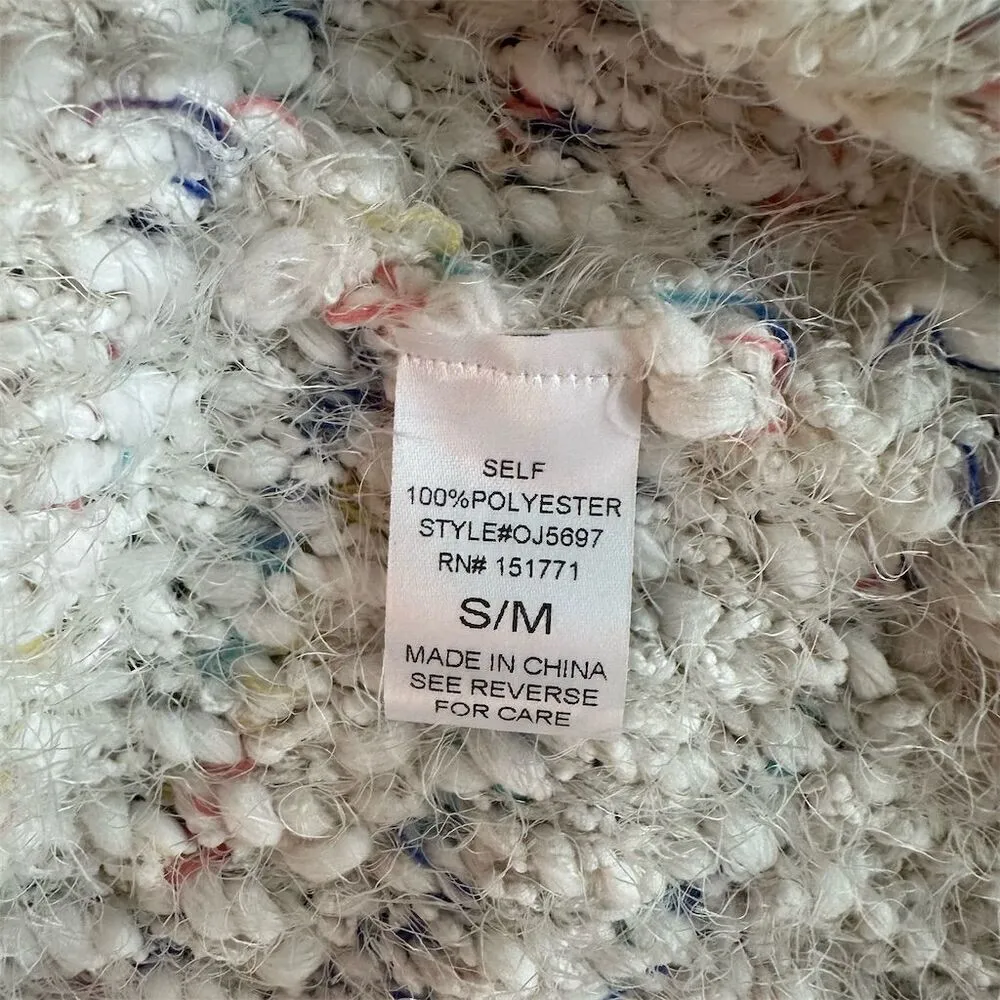 SELF
100%POLYESTER
STYLE#OJ5697
RN# 151771
S/M
MADE IN CHINA
SEE REVERSE
FOR CARE